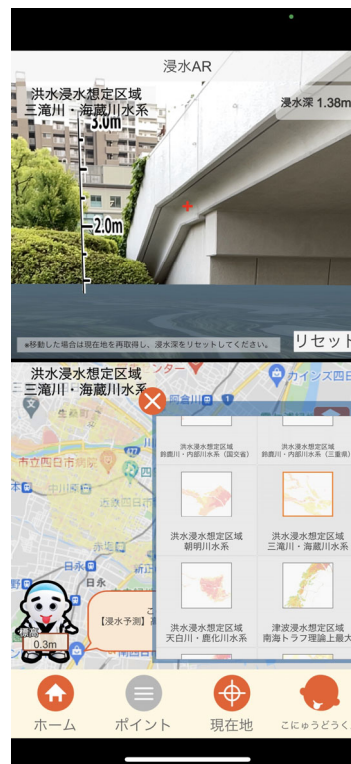 浸水AR
洪水浸水想定区域
三滝川・海蔵川水系
浸水深 1.38m
3.0m
2.0m
※移動した場合は現在地を再取得し、浸水深をリセットしてください。
リセット
洪水浸水想定区域
三滝川・海蔵川水系
ンター
カインズ四日
市立四日市病院
中川原
赤堀
日永
日永
洪水浸水想定区域
鈴鹿川・内部川水系（国交省）
洪水浸水想定区域
鈴鹿川・内部川水系（三重県）
洪水浸水想定区域
朝明川水系
洪水浸水想定区域
三滝川・海蔵川水系
洪水浸水想定区域
天白川・鹿化川水系
津波浸水想定区域
南海トラフ理論上最大
こ
【浸水予測】高
標高
0.3m
ホーム
ポイント
現在地
こにゅうどうく